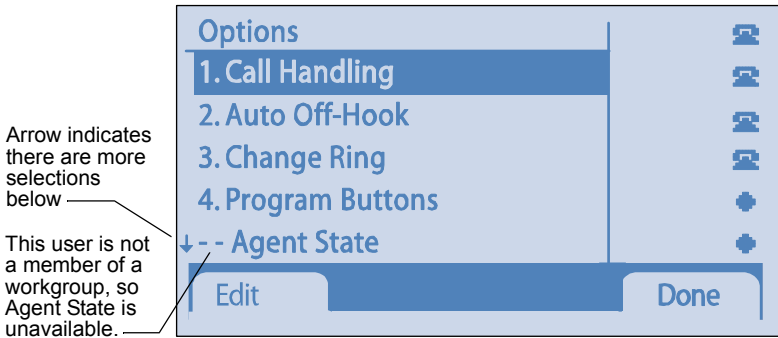 Options
1. Call Handling
2. Auto Off-Hook
3. Change Ring
4. Program Buttons
- - Agent State
Edit
Done
Arrow indicates
there are more
selections
below
This user is not
a member of a
workgroup, so
Agent State is
unavailable.